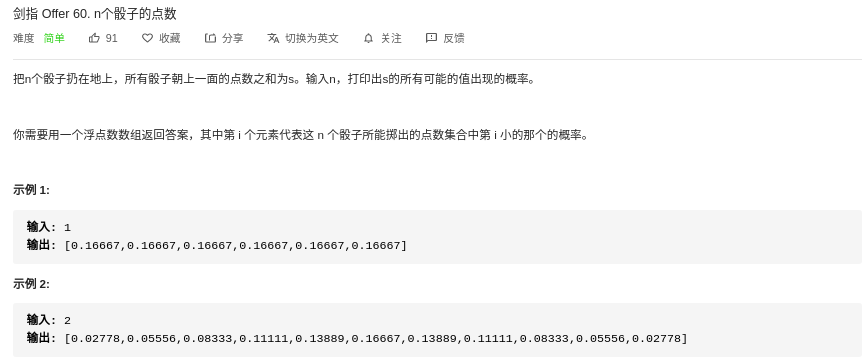 剑指 Offer 60. n个骰子的点数
难度 简单 91 收藏 分享 切换为英文 关注 反馈
把n个骰子扔在地上，所有骰子朝上一面的点数之和为s。输入n，打印出s的所有可能的值出现的概率。
你需要用一个浮点数数组返回答案，其中第 i 个元素代表这 n 个骰子所能掷出的点数集合中第 i 小的那个的概率。
示例 1:
输入: 1
输出: [0.16667,0.16667,0.16667,0.16667,0.16667,0.16667]
示例 2:
输入: 2
输出: [0.02778,0.05556,0.08333,0.11111,0.13889,0.16667,0.13889,0.11111,0.08333,0.05556,0.02778]